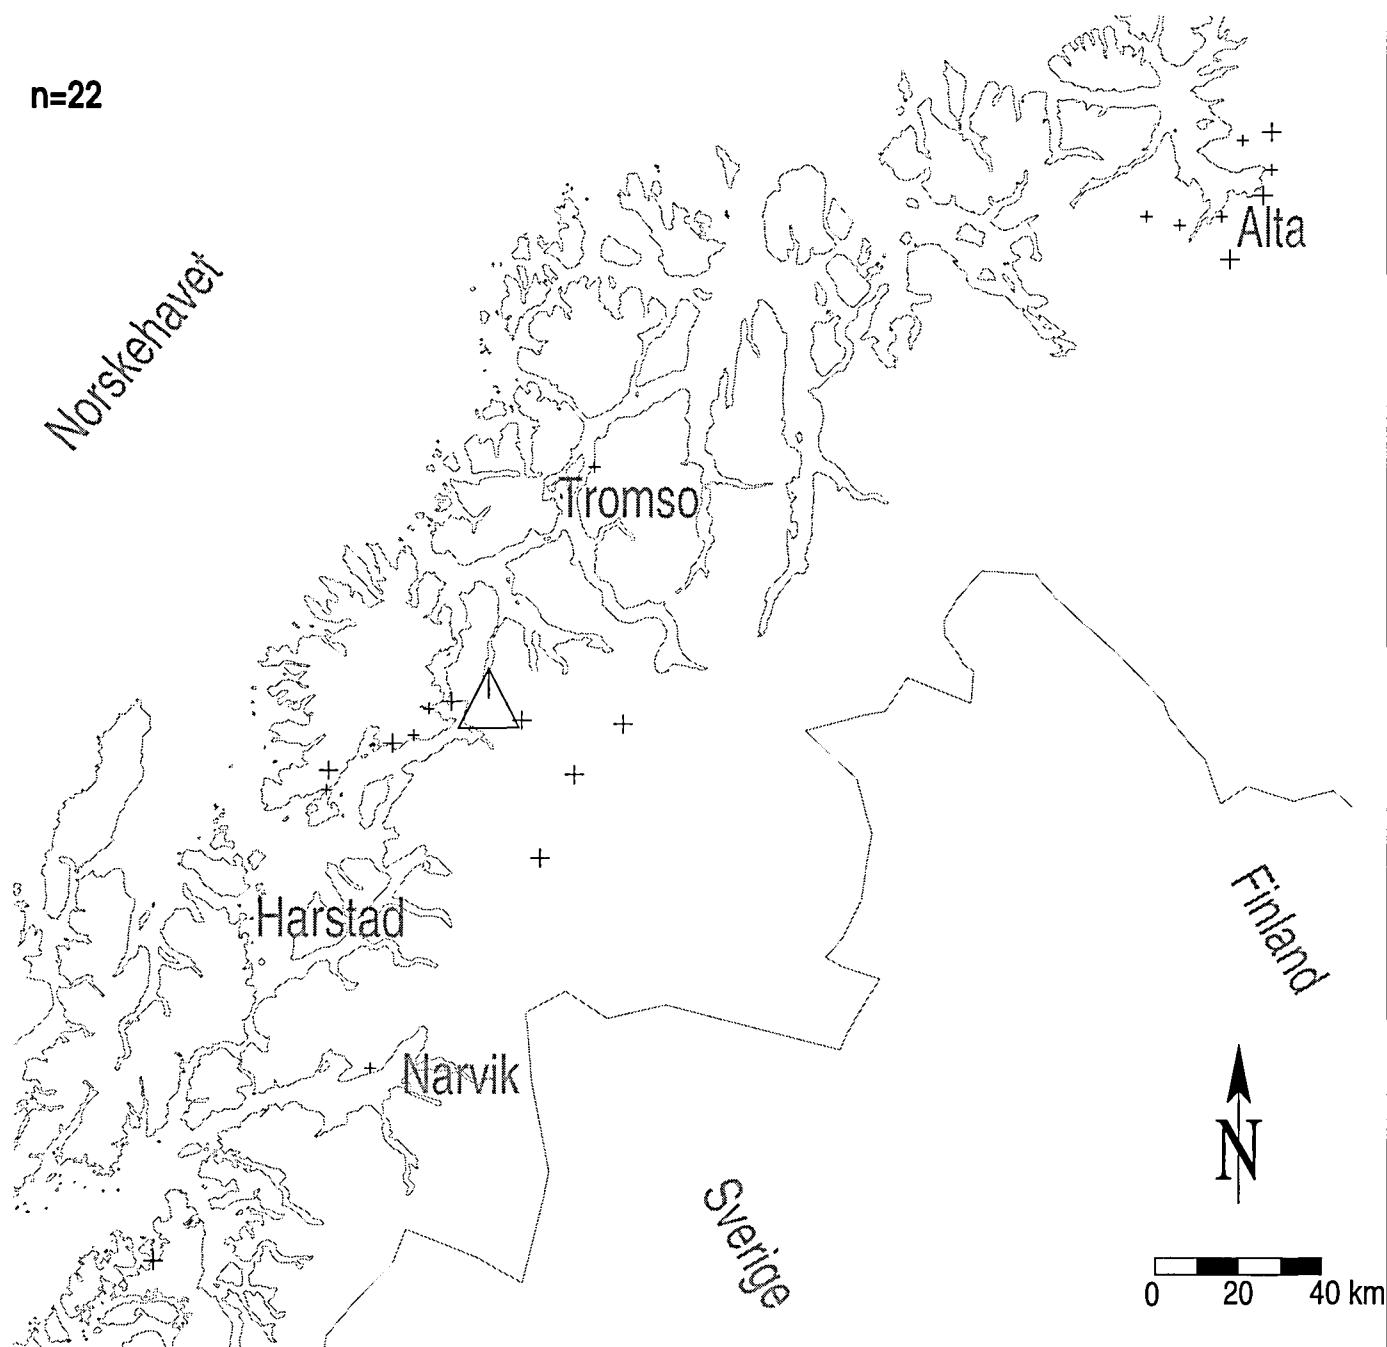 n=22
Norskehavet
Alta
Tromso
Harstad
Finland
Narvik
N
Sverige
0 20 40 km